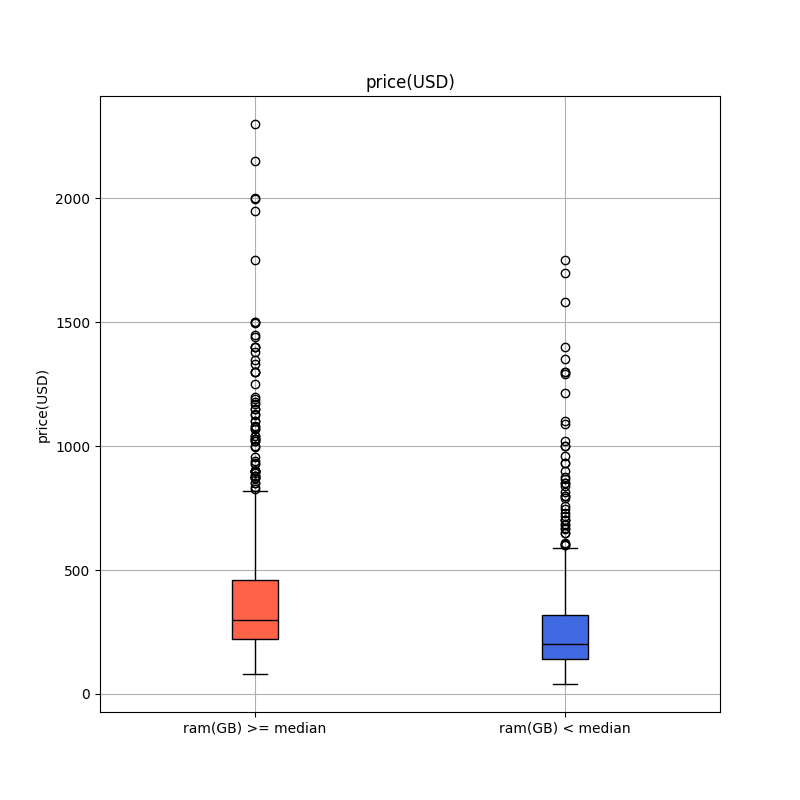 price(USD)
2000
1500
1000
500
0
price(USD)
ram(GB) >= median
ram(GB) < median